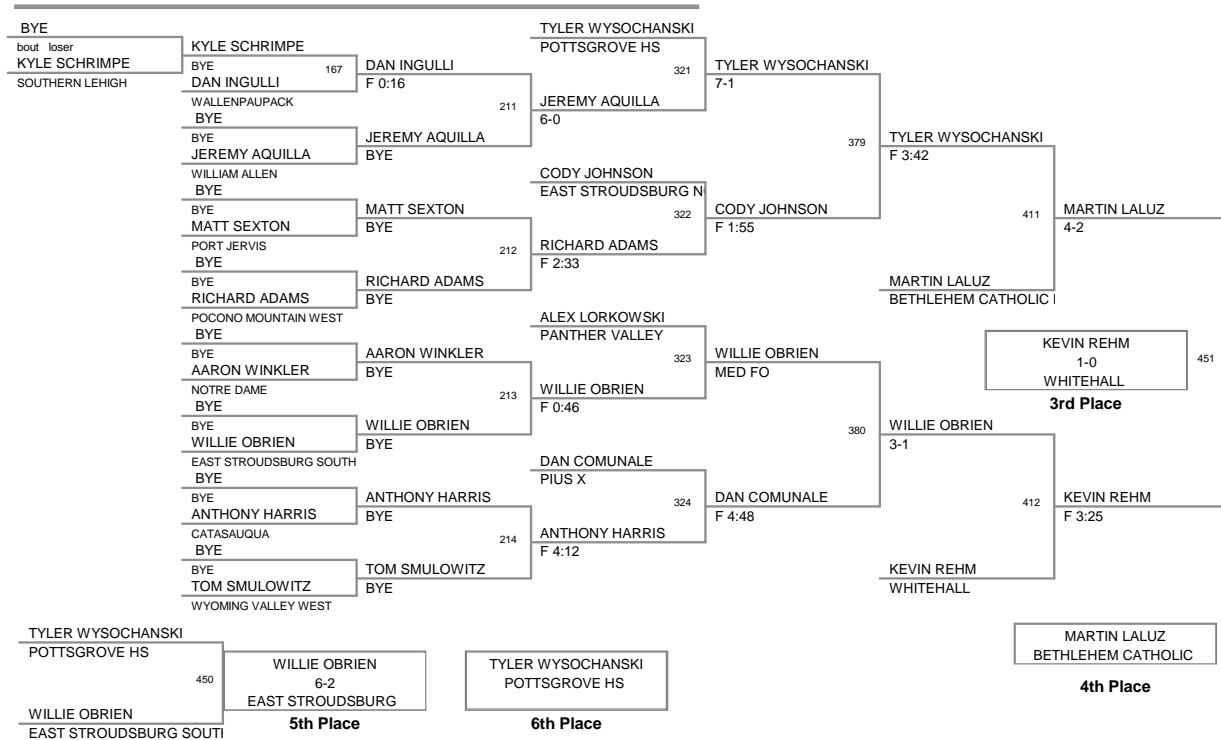 BYE
bout loser
KYLE SCHRIMPE
SOUTHERN LEHIGH
KYLE SCHRIMPE
BYE
167
DAN INGULLI
WALLENPAUPACK
BYE
BYE
JEREMY AQUILLA
WILLIAM ALLEN
BYE
BYE
MATT SEXTON
PORT JERVIS
BYE
BYE
RICHARD ADAMS
POCONO MOUNTAIN WEST
BYE
BYE
AARON WINKLER
NOTRE DAME
BYE
BYE
WILLIE OBRIEN
EAST STROUDSBURG SOUTH
BYE
BYE
ANTHONY HARRIS
CATASAUQUA
BYE
BYE
TOM SMULOWITZ
WYOMING VALLEY WEST
DAN INGULLI
F 0:16
211
JEREMY AQUILLA
BYE
MATT SEXTON
BYE
212
RICHARD ADAMS
BYE
AARON WINKLER
BYE
213
WILLIE OBRIEN
BYE
ANTHONY HARRIS
BYE
214
TOM SMULOWITZ
BYE
TYLER WYSOCHANSKI
POTTSGROVE HS
321
JEREMY AQUILLA
6-0
CODY JOHNSON
EAST STROUDSBURG N
322
RICHARD ADAMS
F 2:33
ALEX LORKOWSKI
PANTHER VALLEY
323
WILLIE OBRIEN
F 0:46
DAN COMUNALE
PIUS X
324
ANTHONY HARRIS
F 4:12
TYLER WYSOCHANSKI
7-1
379
CODY JOHNSON
F 1:55
WILLIE OBRIEN
MED FO
380
DAN COMUNALE
F 4:48
TYLER WYSOCHANSKI
F 3:42
411
MARTIN LALUZ
BETHLEHEM CATHOLIC
WILLIE OBRIEN
3-1
412
KEVIN REHM
WHITEHALL
MARTIN LALUZ
4-2
KEVIN REHM
1-0
WHITEHALL
451
3rd Place
KEVIN REHM
F 3:25
MARTIN LALUZ
BETHLEHEM CATHOLIC
4th Place
TYLER WYSOCHANSKI
POTTSGROVE HS
450
WILLIE OBRIEN
EAST STROUDSBURG SOUT
WILLIE OBRIEN
6-2
EAST STROUDSBURG
5th Place
TYLER WYSOCHANSKI
POTTSGROVE HS
6th Place